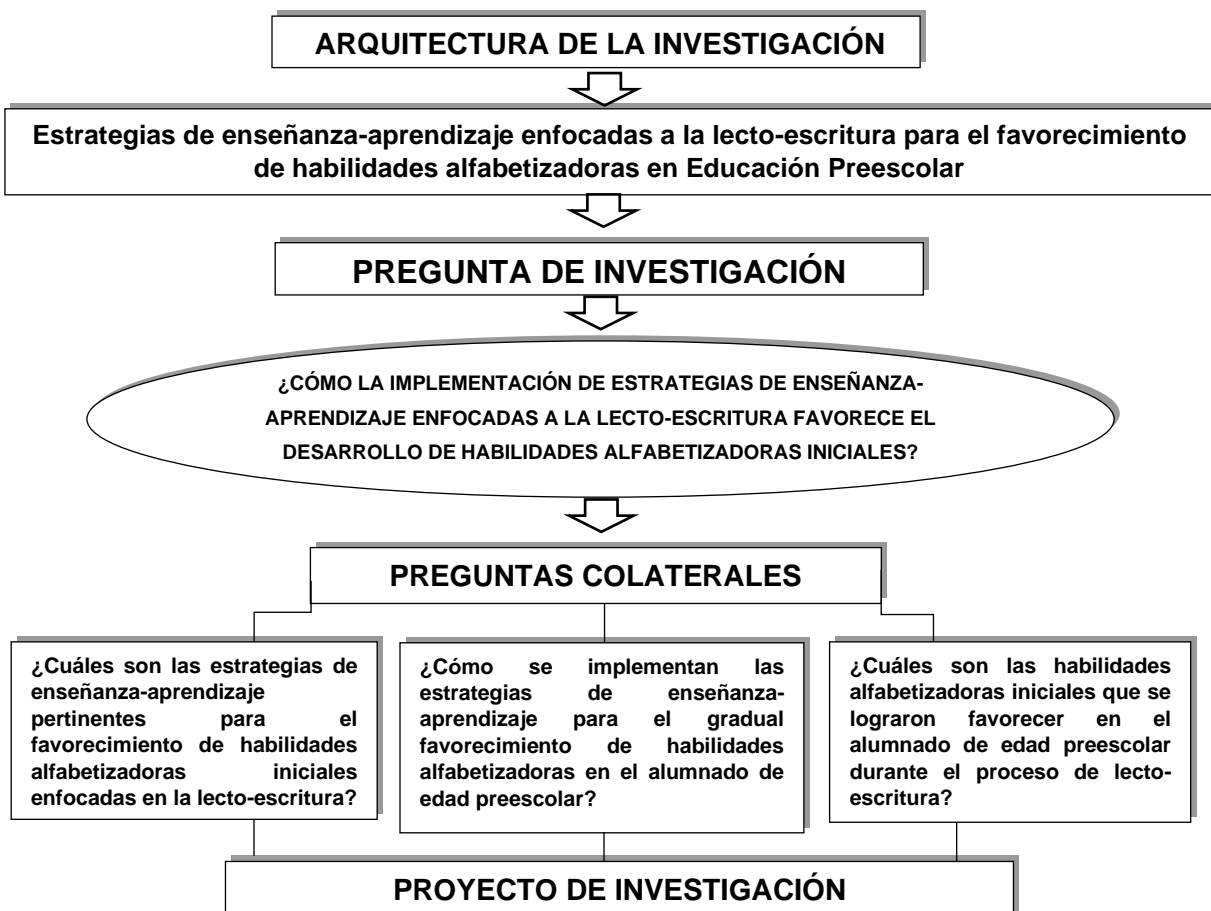 ARQUITECTURA DE LA INVESTIGACIÓN
Estrategias de enseñanza-aprendizaje enfocadas a la lecto-escritura para el favorecimiento
de habilidades alfabetizadoras en Educación Preescolar
PREGUNTA DE INVESTIGACIÓN
¿CÓMO LA IMPLEMENTACIÓN DE ESTRATEGIAS DE ENSEÑANZA-
APRENDIZAJE ENFOCADAS A LA LECTO-ESCRITURA FAVORECE EL
DESARROLLO DE HABILIDADES ALFABETIZADORAS INICIALES?
PREGUNTAS COLATERALES
¿Cuáles son las estrategias de
enseñanza-aprendizaje
pertinentes para el
favorecimiento de habilidades
alfabetizadoras iniciales
enfocadas en la lecto-escritura?
¿Cómo se implementan las
estrategias de enseñanza-
aprendizaje para el gradual
favorecimiento de habilidades
alfabetizadoras en el alumnado de
edad preescolar?
¿Cuáles son las habilidades
alfabetizadoras iniciales que se
lograron favorecer en el
alumnado de edad preescolar
durante el proceso de lecto-
escritura?
PROYECTO DE INVESTIGACIÓN